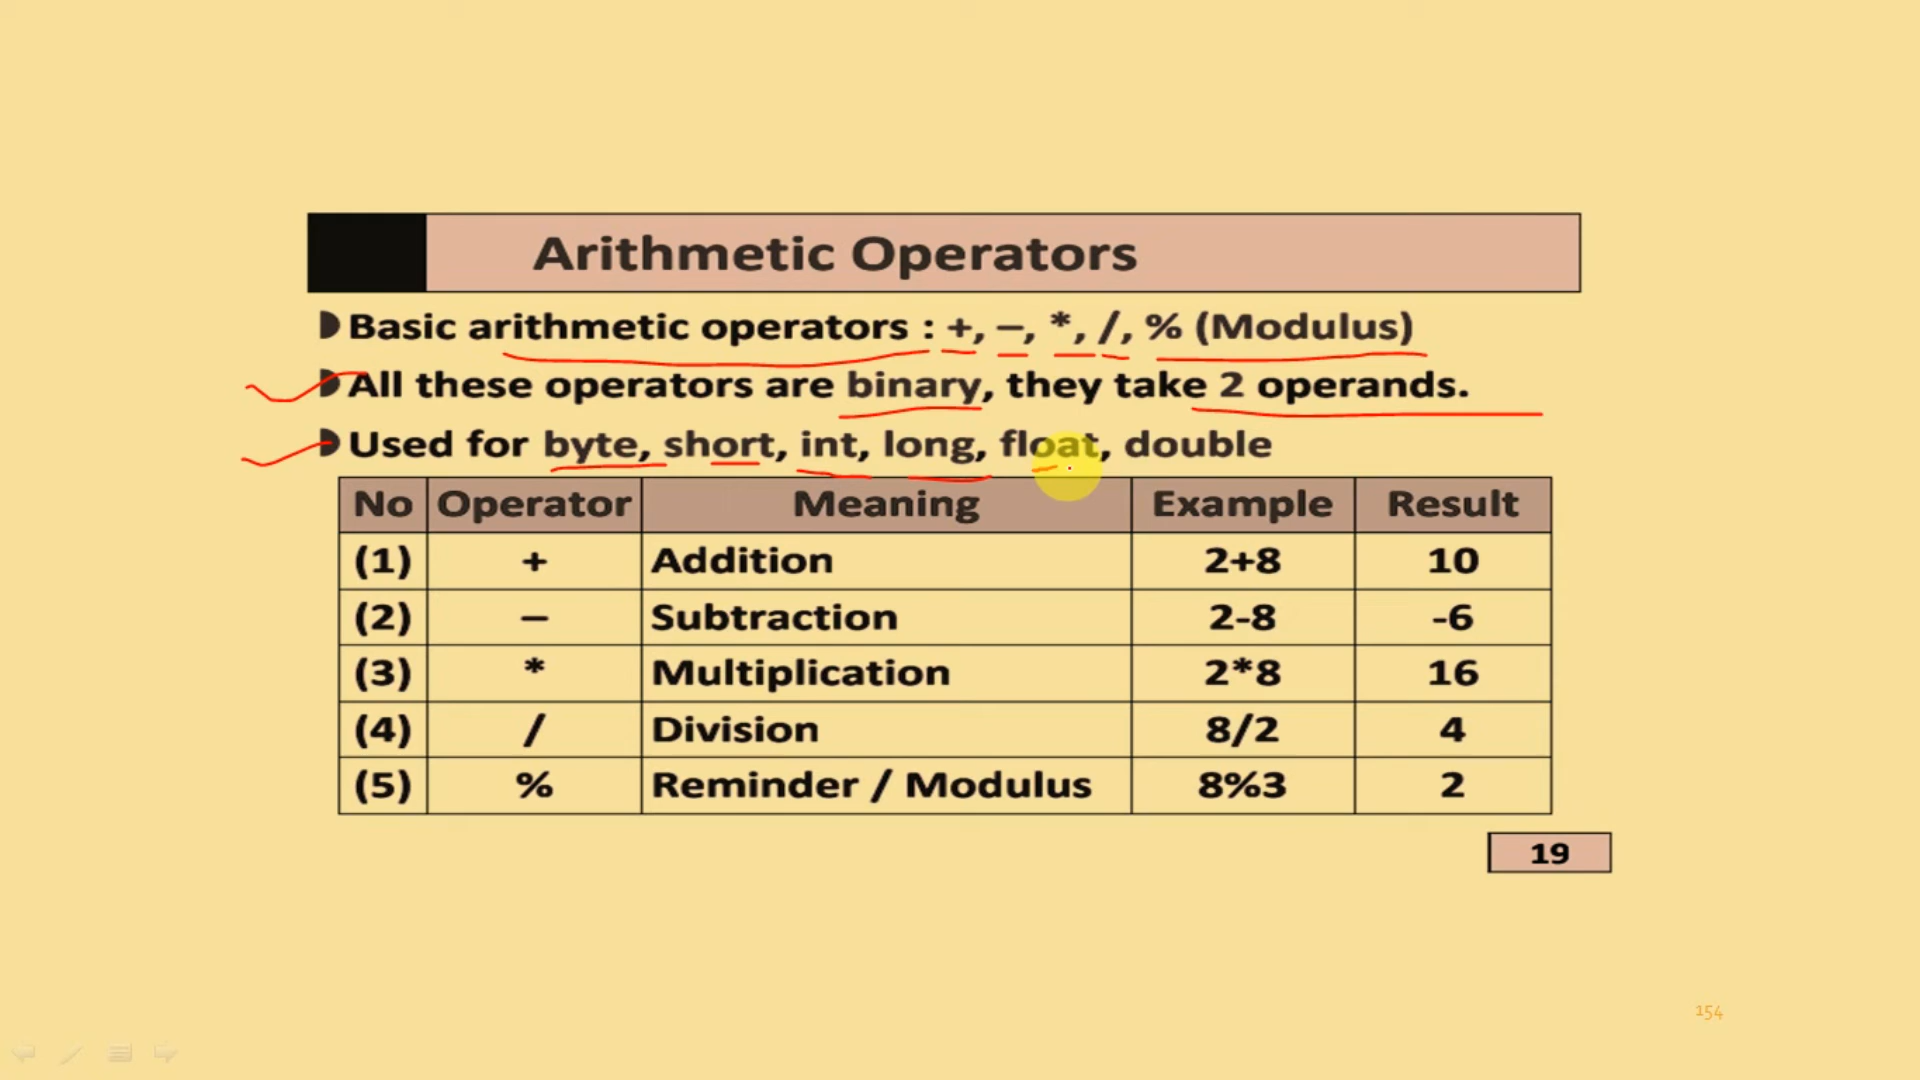 Arithmetic Operators
Basic arithmetic operators : +, –, *, /, % (Modulus)
All these operators are binary, they take 2 operands.
Used for byte, short, int, long, float, double
No Operator Meaning Example Result
(1) + Addition 2+8 10
(2) – Subtraction 2-8 -6
(3) * Multiplication 2*8 16
(4) / Division 8/2 4
(5) % Reminder / Modulus 8%3 2
19
154